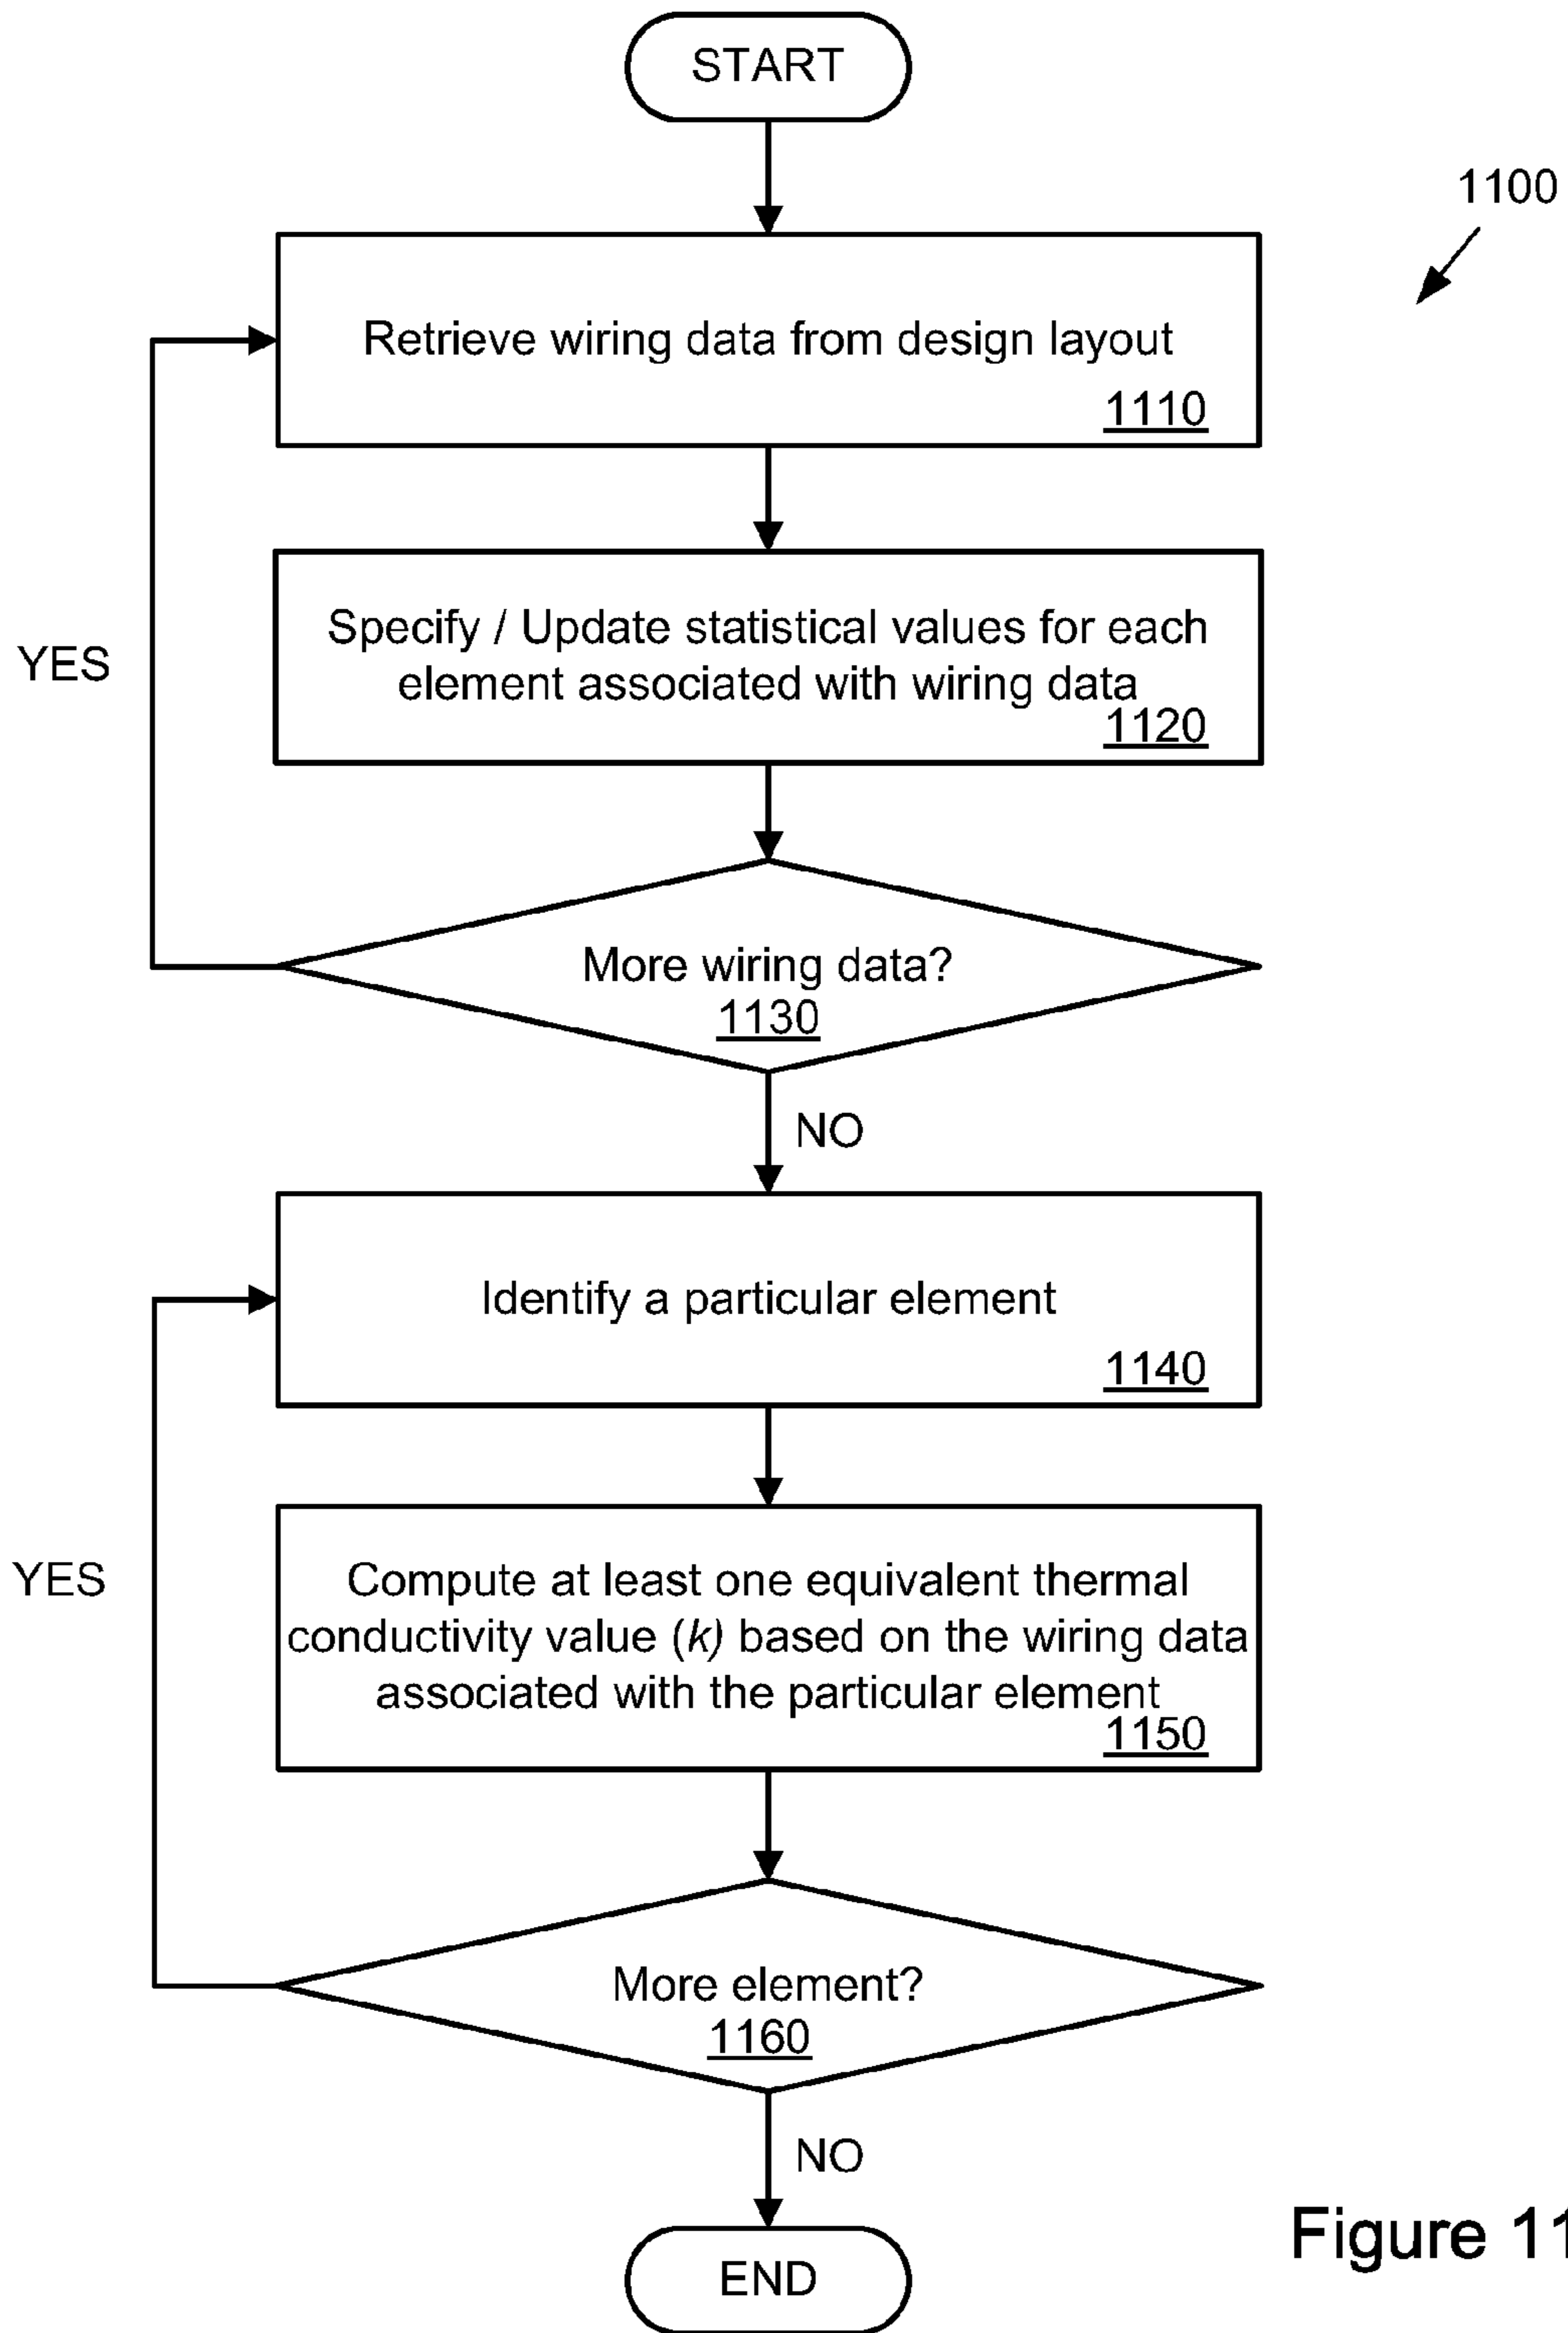 START
1100
Retrieve wiring data from design layout
1110
Specify / Update statistical values for each
element associated with wiring data
1120
YES
More wiring data?
1130
NO
Identify a particular element
1140
YES
Compute at least one equivalent thermal
conductivity value (k) based on the wiring data
associated with the particular element
1150
More element?
1160
NO
END
Figure 11